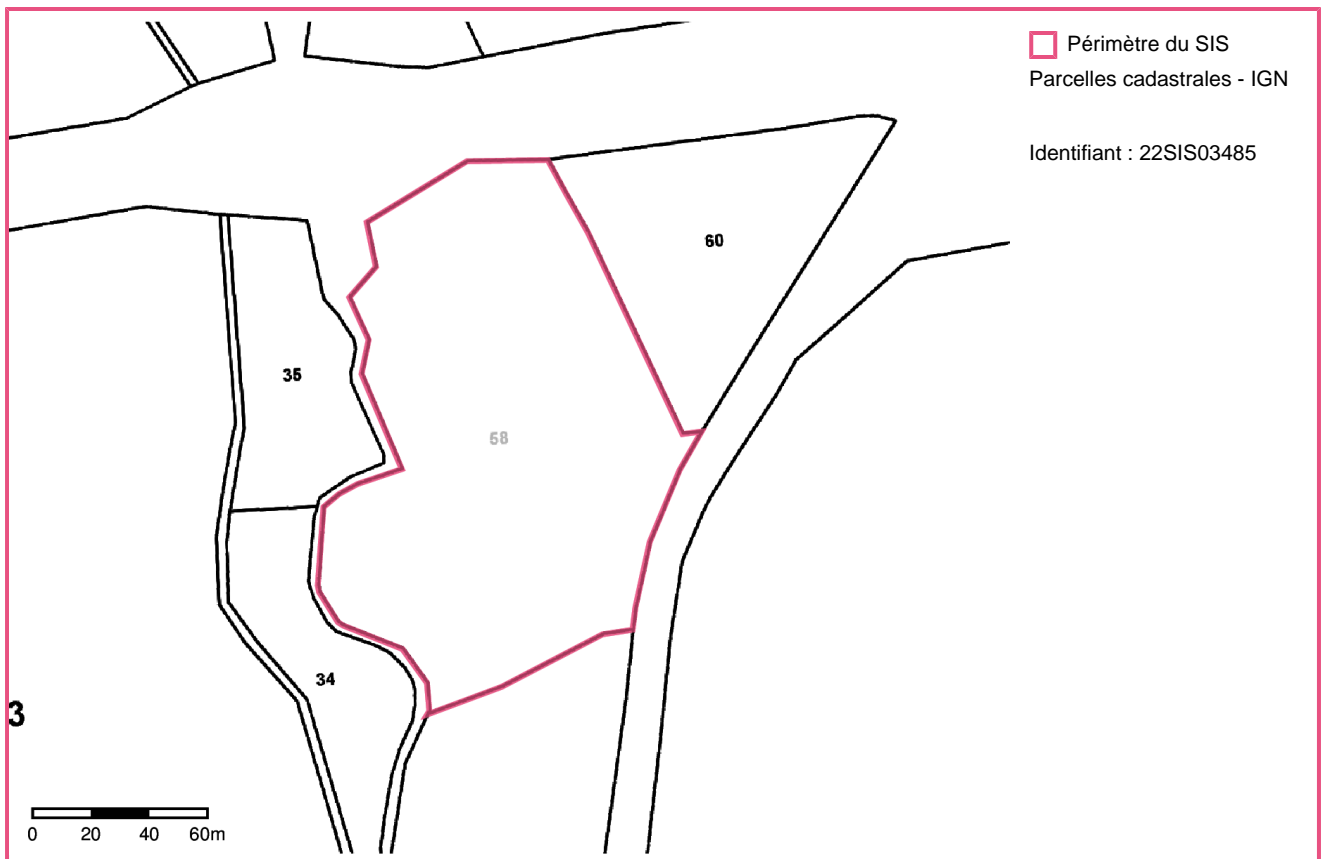 Périmètre du SIS
Parcelles cadastrales - IGN
Identifiant : 22SIS03485
60
35
58
34
3
0 20 40 60m